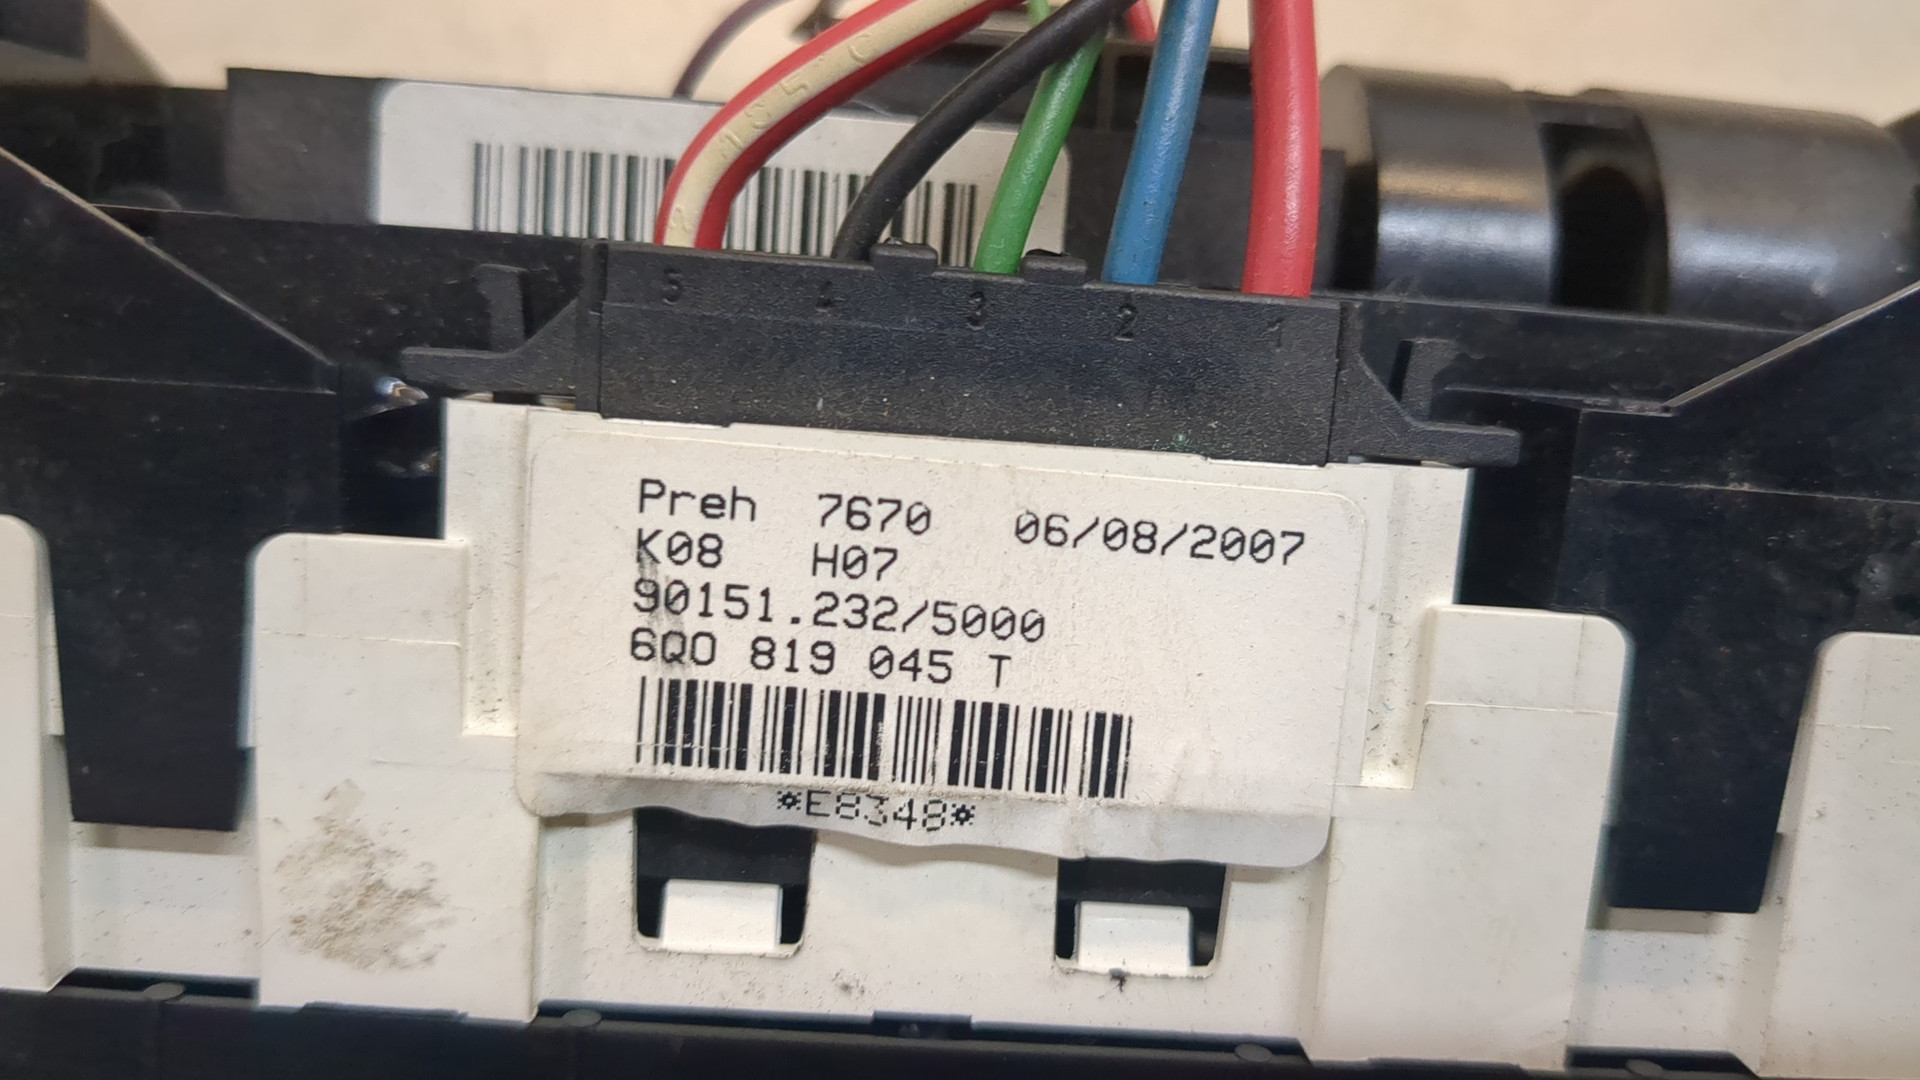 185 C
5 4 3 2 1
Preh 7670 06/08/2007
K08 H07
90151.232/5000
6Q0 819 045 T
*E8348*